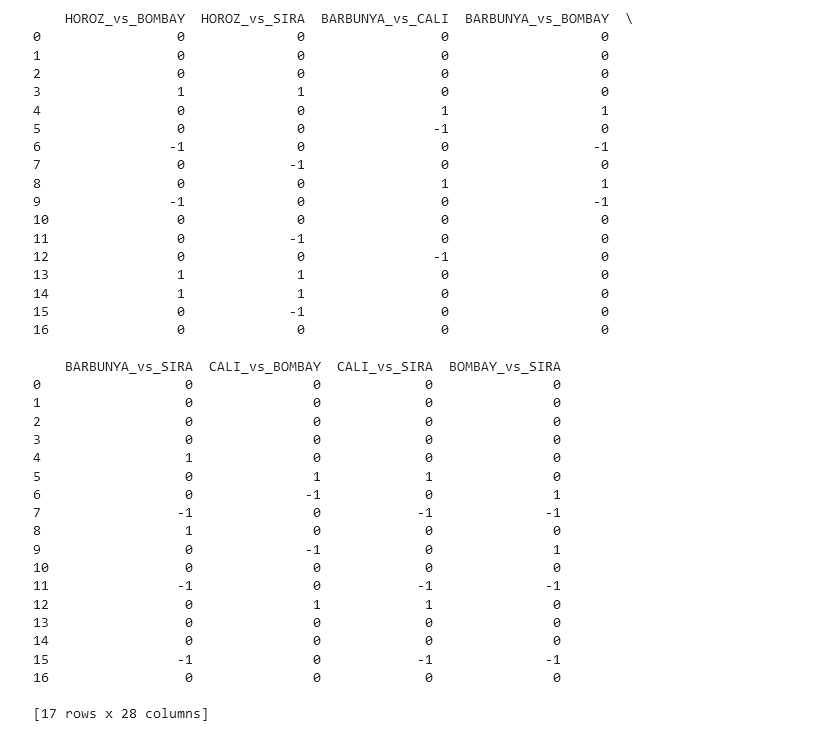 HOROZ_vs_BOMBAY  HOROZ_vs_SIRA  BARBUNYA_vs_CALI  BARBUNYA_vs_BOMBAY  \
0                 0              0                 0                   0
1                 0              0                 0                   0
2                 0              0                 0                   0
3                 1              1                 0                   0
4                 0              0                 1                   1
5                 0              0                -1                   0
6                -1              0                 0                  -1
7                 0             -1                 0                   0
8                 0              0                 1                   1
9                -1              0                 0                  -1
10                0              0                 0                   0
11                0             -1                 0                   0
12                0              0                -1                   0
13                1              1                 0                   0
14                1              1                 0                   0
15                0             -1                 0                   0
16                0              0                 0                   0
BARBUNYA_vs_SIRA  CALI_vs_BOMBAY  CALI_vs_SIRA  BOMBAY_vs_SIRA
0                  0               0             0               0
1                  0               0             0               0
2                  0               0             0               0
3                  0               0             0               0
4                  1               0             0               0
5                  0               1             1               0
6                  0              -1             0               1
7                 -1               0            -1              -1
8                  1               0             0               0
9                  0              -1             0               1
10                 0               0             0               0
11                -1               0            -1              -1
12                 0               1             1               0
13                 0               0             0               0
14                 0               0             0               0
15                -1               0            -1              -1
16                 0               0             0               0
[17 rows x 28 columns]